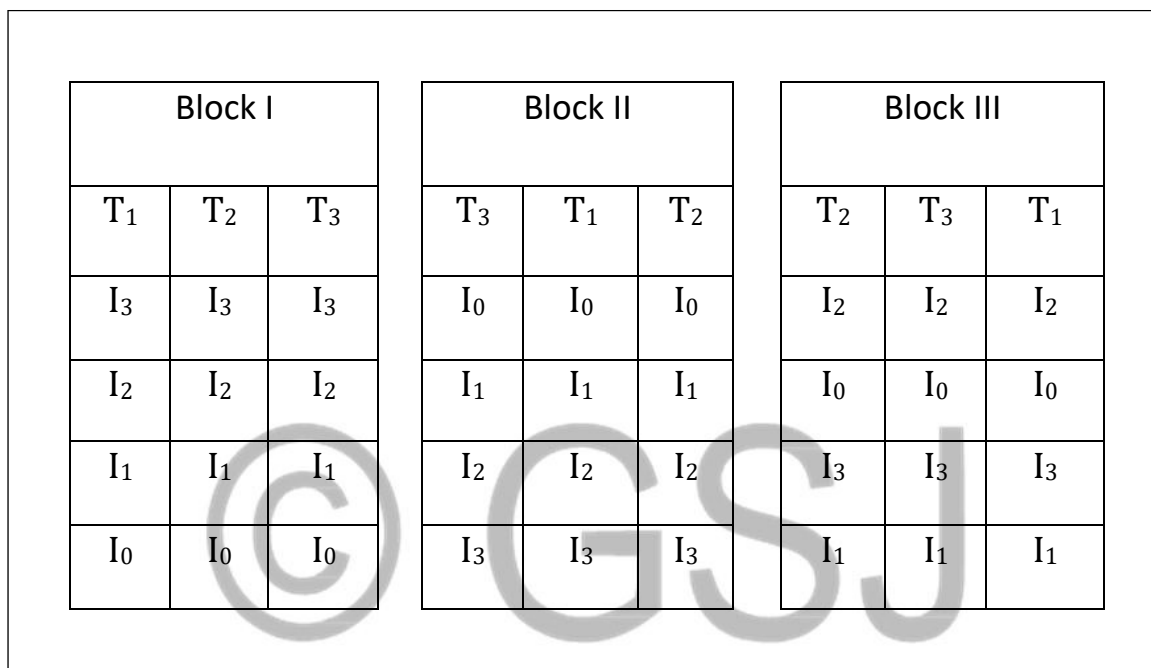 Block I Block II Block III
T₁ T₂ T₃ T₃ T₁ T₂ T₂ T₃ T₁
I₃ I₃ I₃ I₀ I₀ I₀ I₂ I₂ I₂
I₂ I₂ I₂ I₁ I₁ I₁ I₀ I₀ I₀
I₁ I₁ I₁ I₂ I₂ I₂ I₃ I₃ I₃
I₀ I₀ I₀ I₃ I₃ I₃ I₁ I₁ I₁
© GSJ